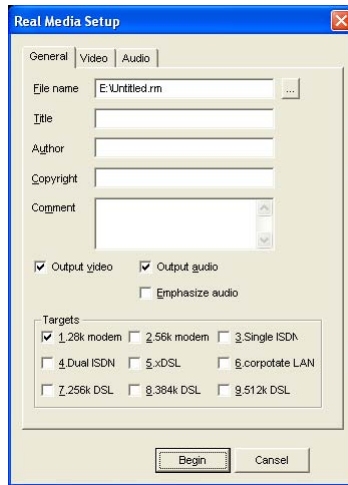 Real Media Setup
General Video Audio
File name E:\Untitled.rm ...
Title
Author
Copyright
Comment
Output video Output audio
Emphasize audio
Targets
1.28k modem 2.56k modem 3.Single ISDN
4.Dual ISDN 5.xDSL 6.corpotate LAN
7.256k DSL 8.384k DSL 9.512k DSL
Begin Cansel